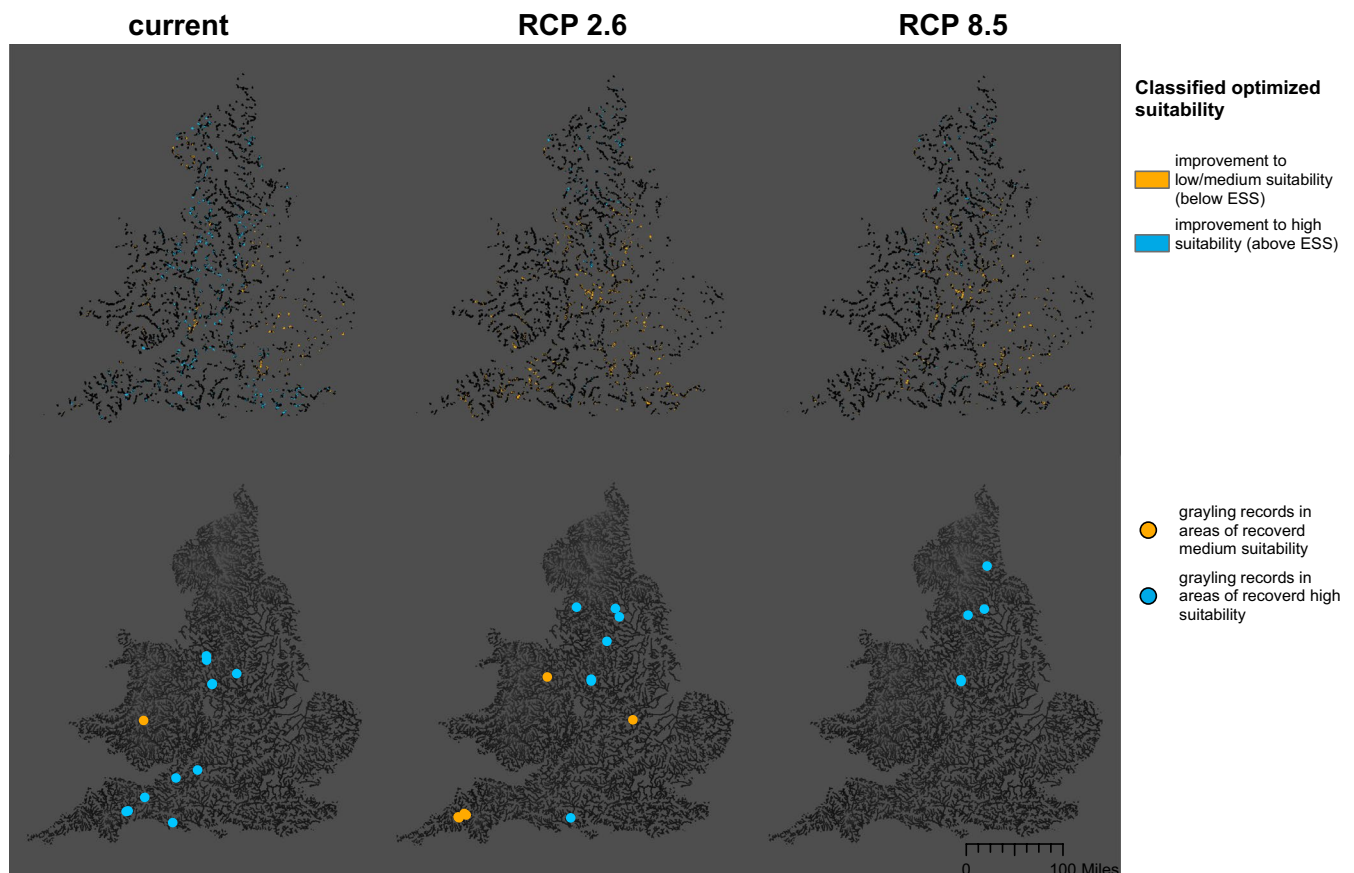 current
RCP 2.6
RCP 8.5
Classified optimized
suitability
improvement to
low/medium suitability
(below ESS)
improvement to high
suitability (above ESS)
grayling records in
areas of recoverd
medium suitability
grayling records in
areas of recoverd high
suitability
0 100 Miles